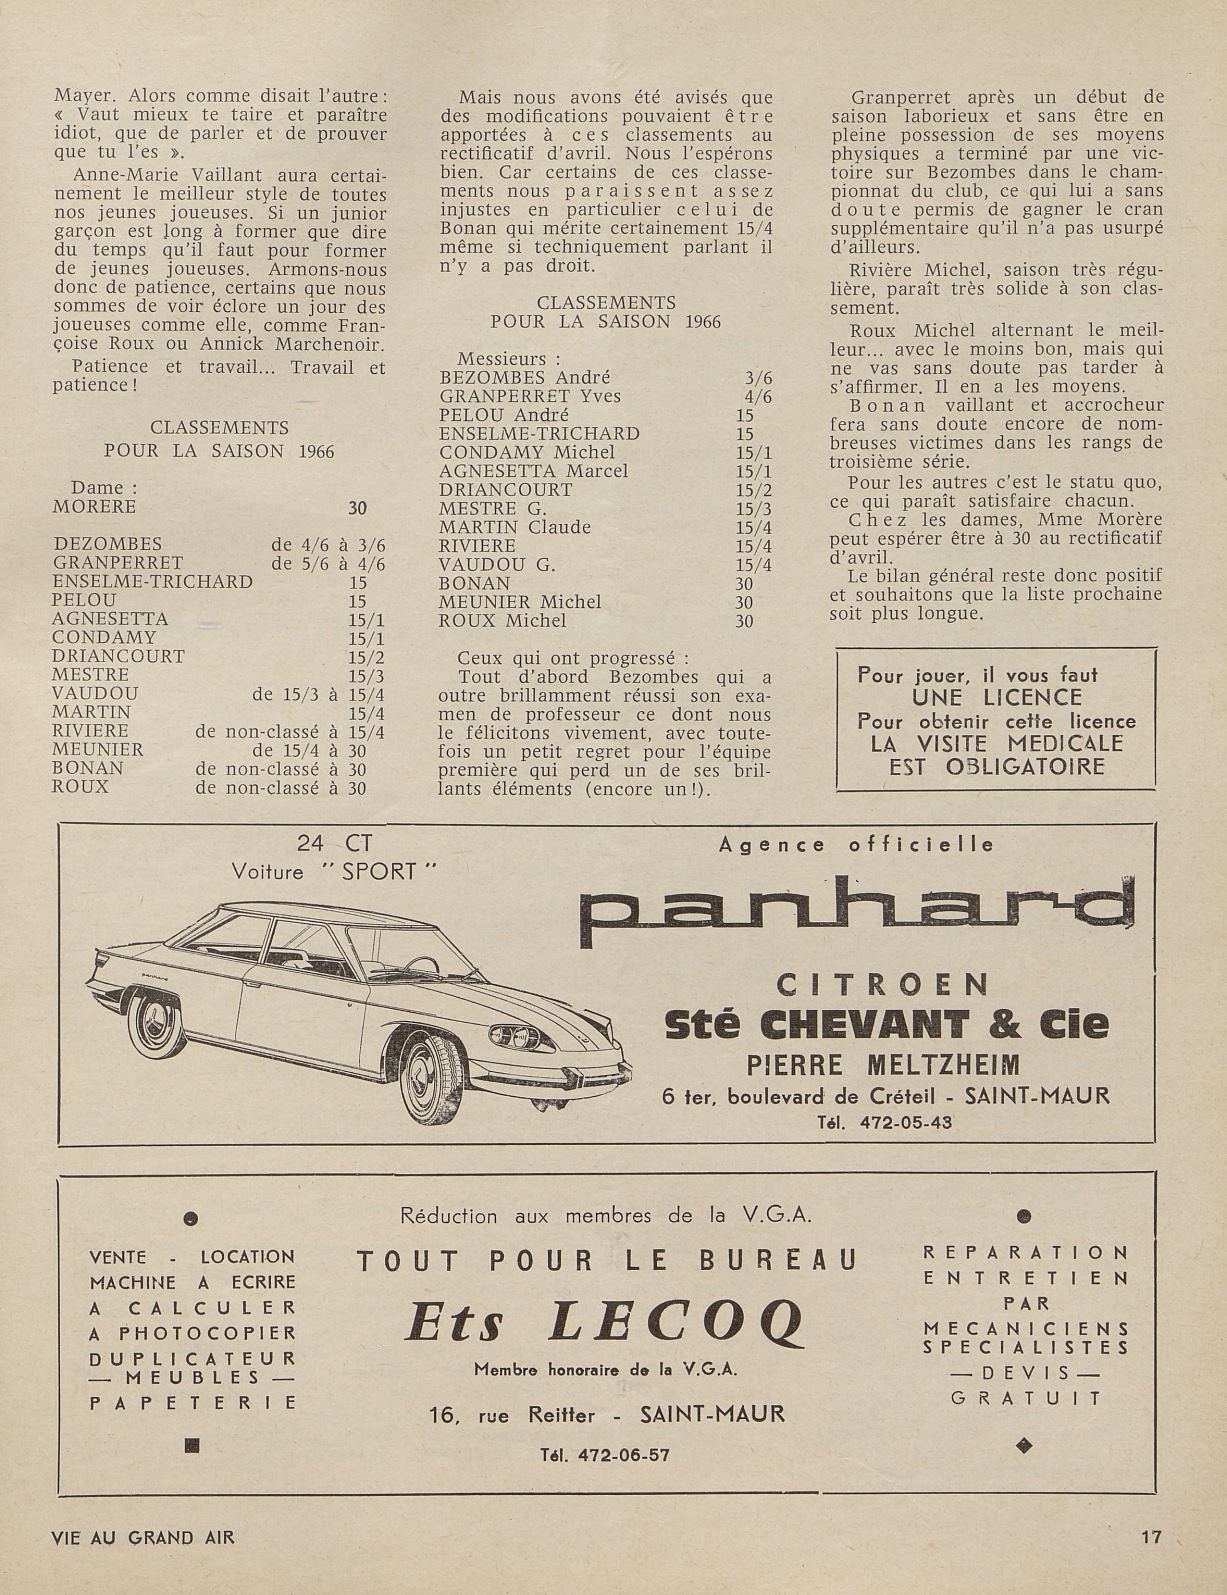 Mayer. Alors comme disait l'autre :
« Vaut mieux te taire et paraître
idiot, que de parler et de prouver
que tu l'es ».
Anne-Marie Vaillant aura certai-
nement le meilleur style de toutes
nos jeunes joueuses. Si un junior
garçon est long à former que dire
du temps qu'il faut pour former
de jeunes joueuses. Armons-nous
donc de patience, certains que nous
sommes de voir éclore un jour des
joueuses comme elle, comme Fran-
çoise Roux ou Annick Marchenoir.
Patience et travail... Travail et
patience !
CLASSEMENTS
POUR LA SAISON 1966
Dame :
MORERE 30
DEZOMBES de 4/6 à 3/6
GRANPERRET de 5/6 à 4/6
ENSELME-TRICHARD 15
PELOU 15
AGNESETTA 15/1
CONDAMY 15/1
DRIANCOURT 15/2
MESTRE 15/3
VAUDOU de 15/3 à 15/4
MARTIN 15/4
RIVIERE de non-classé à 15/4
MEUNIER de 15/4 à 30
BONAN de non-classé à 30
ROUX de non-classé à 30
Mais nous avons été avisés que
des modifications pouvaient être
apportées à ces classements au
rectificatif d'avril. Nous l'espérons
bien. Car certains de ces classe-
ments nous paraissent assez
injustes en particulier celui de
Bonan qui mérite certainement 15/4
même si techniquement parlant il
n'y a pas droit.
CLASSEMENTS
POUR LA SAISON 1966
Messieurs :
BEZOMBES André 3/6
GRANPERRET Yves 4/6
PELOU André 15
ENSELME-TRICHARD 15
CONDAMY Michel 15/1
AGNESETTA Marcel 15/1
DRIANCOURT 15/2
MESTRE G. 15/3
MARTIN Claude 15/4
RIVIERE 15/4
VAUDOU G. 15/4
BONAN 30
MEUNIER Michel 30
ROUX Michel 30
Ceux qui ont progressé :
Tout d'abord Bezombes qui a
outre brillamment réussi son exa-
men de professeur ce dont nous
le félicitons vivement, avec toute-
fois un petit regret pour l'équipe
première qui perd un de ses bril-
lants éléments (encore un !).
Granperret après un début de
saison laborieux et sans être en
pleine possession de ses moyens
physiques a terminé par une vic-
toire sur Bezombes dans le cham-
pionnat du club, ce qui lui a sans
doute permis de gagner le cran
supplémentaire qu'il n'a pas usurpé
d'ailleurs.
Rivière Michel, saison très régu-
lière, paraît très solide à son clas-
sement.
Roux Michel alternant le meil-
leur... avec le moins bon, mais qui
ne vas sans doute pas tarder à
s'affirmer. Il en a les moyens.
Bonan vaillant et accrocheur
fera sans doute encore de nom-
breuses victimes dans les rangs de
troisième série.
Pour les autres c'est le statu quo,
ce qui paraît satisfaire chacun.
Chez les dames, Mme Morère
peut espérer être à 30 au rectificatif
d'avril.
Le bilan général reste donc positif
et souhaitons que la liste prochaine
soit plus longue.
Pour jouer, il vous faut
UNE LICENCE
Pour obtenir cette licence
LA VISITE MEDICALE
EST OBLIGATOIRE
24 CT
Voiture " SPORT "
panhard
Agence officielle
panhard
CITROEN
Sté CHEVANT & Cie
PIERRE MELTZHEIM
6 ter, boulevard de Créteil - SAINT-MAUR
Tél. 472-05-43
VENTE - LOCATION
MACHINE A ECRIRE
A CALCULER
A PHOTOCOPIER
DUPLICATEUR
— MEUBLES —
PAPETERIE
Réduction aux membres de la V.G.A.
TOUT POUR LE BUREAU
Ets LECOQ
Membre honoraire de la V.G.A.
16, rue Reitter - SAINT-MAUR
Tél. 472-06-57
REPARATION
ENTRETIEN
PAR
MECANICIENS
SPECIALISTES
— DEVIS —
GRATUIT
VIE AU GRAND AIR
17